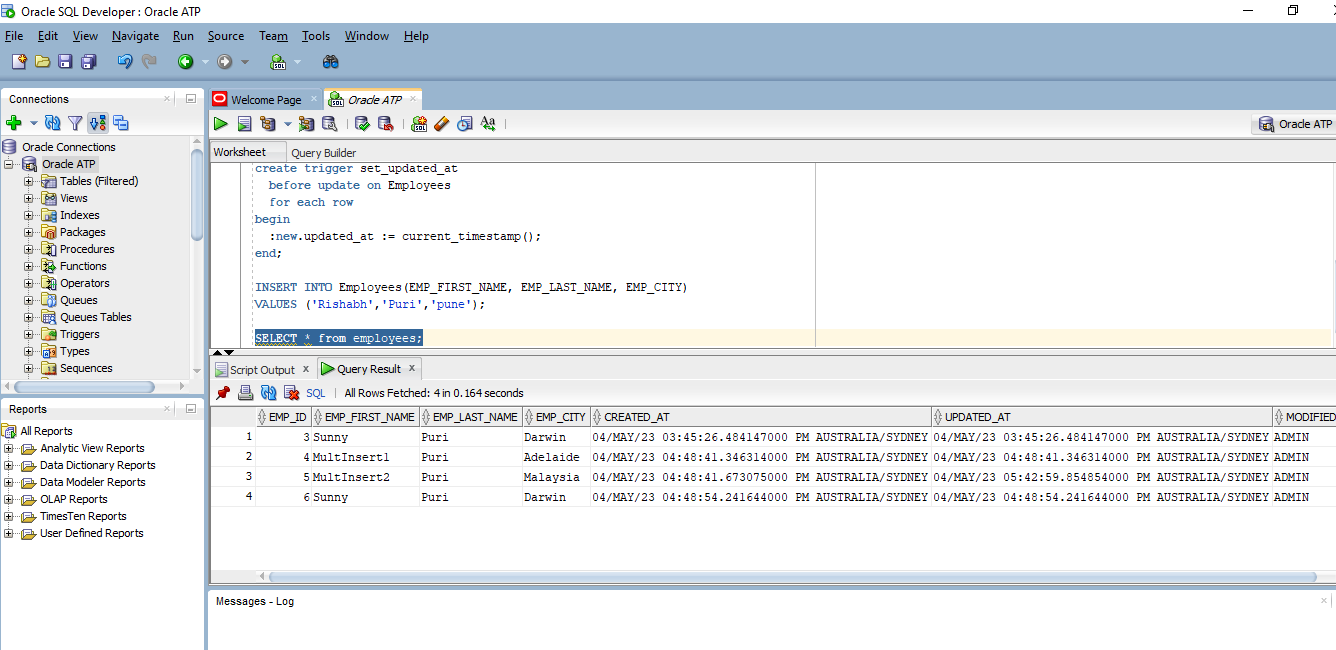 Oracle SQL Developer : Oracle ATP
File Edit View Navigate Run Source Team Tools Window Help
Connections
Oracle Connections
Oracle ATP
Tables (Filtered)
Views
Indexes
Packages
Procedures
Functions
Operators
Queues
Queues Tables
Triggers
Types
Sequences
Reports
All Reports
Analytic View Reports
Data Dictionary Reports
Data Modeler Reports
OLAP Reports
TimesTen Reports
User Defined Reports
Welcome Page Oracle ATP
Oracle ATP
Worksheet Query Builder
create trigger set_updated_at
before update on Employees
for each row
begin
:new.updated_at := current_timestamp();
end;
INSERT INTO Employees(EMP_FIRST_NAME, EMP_LAST_NAME, EMP_CITY)
VALUES ('Rishabh','Puri','pune');
SELECT * from employees;
Script Output x Query Result x
SQL | All Rows Fetched: 4 in 0.164 seconds
EMP_ID EMP_FIRST_NAME EMP_LAST_NAME EMP_CITY CREATED_AT UPDATED_AT MODIFIED
1 3 Sunny Puri Darwin 04/MAY/23 03:45:26.484147000 PM AUSTRALIA/SYDNEY 04/MAY/23 03:45:26.484147000 PM AUSTRALIA/SYDNEY ADMIN
2 4 MultInsert1 Puri Adelaide 04/MAY/23 04:48:41.346314000 PM AUSTRALIA/SYDNEY 04/MAY/23 04:48:41.346314000 PM AUSTRALIA/SYDNEY ADMIN
3 5 MultInsert2 Puri Malaysia 04/MAY/23 04:48:41.673075000 PM AUSTRALIA/SYDNEY 04/MAY/23 05:42:59.854854000 PM AUSTRALIA/SYDNEY ADMIN
4 6 Sunny Puri Darwin 04/MAY/23 04:48:54.241644000 PM AUSTRALIA/SYDNEY 04/MAY/23 04:48:54.241644000 PM AUSTRALIA/SYDNEY ADMIN
Messages - Log